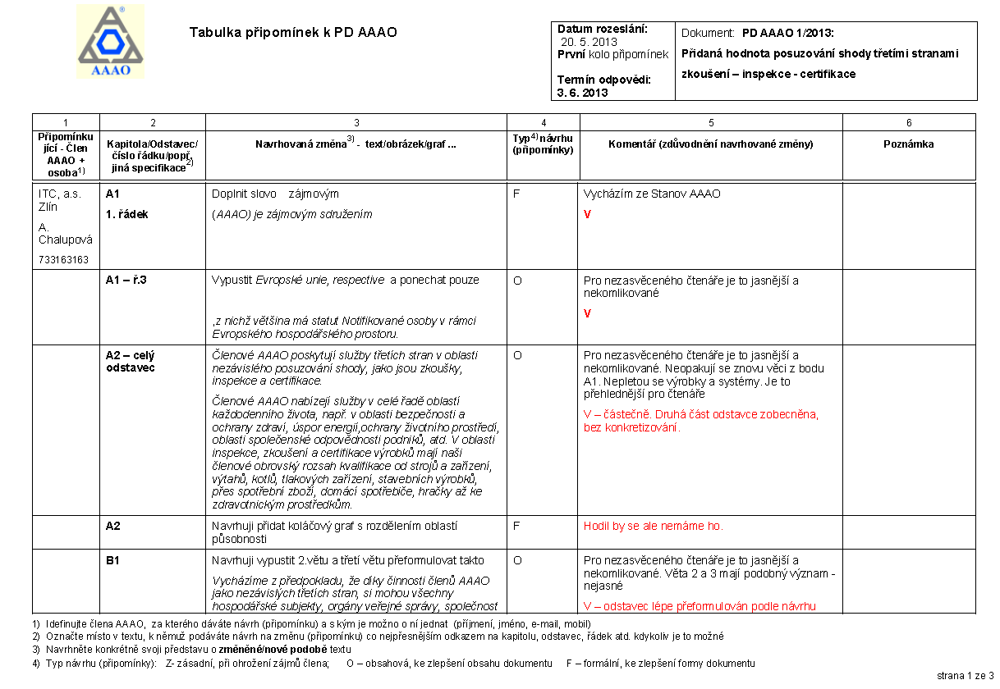 AAAO
Tabulka připomínek k PD AAAO
Datum rozeslání:
20. 5. 2013
První kolo připomínek
Termín odpovědi:
3. 6. 2013
Dokument: PD AAAO 1/2013:
Přidaná hodnota posuzování shody třetími stranami
zkoušení – inspekce - certifikace
1
2
3
4
5
6
Připomínku
jící - Člen
AAAO +
osoba1)
Kapitola/Odstavec/
číslo řádku/popř.
jiná specifikace2)
Navrhovaná změna3) - text/obrázek/graf ...
Typ4) návrhu
(připomínky)
Komentář (zdůvodnění navrhované změny)
Poznámka
ITC, a.s.
Zlín
A.
Chalupová
733163163
A1
1. řádek
Doplnit slovo zájmovým
(AAAO) je zájmovým sdružením
F
Vycházím ze Stanov AAAO
V
A1 – ř.3
Vypustit Evropské unie, respective a ponechat pouze
,z nichž většina má statut Notifikované osoby v rámci
Evropského hospodářského prostoru.
O
Pro nezasvěceného čtenáře je to jasnější a
nekomlikované
V
A2 – celý
odstavec
Členové AAAO poskytují služby třetích stran v oblasti
nezávislého posuzování shody, jako jsou zkoušky,
inspekce a certifikace.
Členové AAAO nabízejí služby v celé řadě oblastí
každodenního života, např. v oblasti bezpečnosti a
ochrany zdraví, úspor energií,ochrany životního prostředí,
oblasti společenské odpovědnosti podniků, atd. V oblasti
inspekce, zkoušení a certifikace výrobků mají naši
členové obrovský rozsah kvalifikace od strojů a zařízení,
výtahů, kotlů, tlakových zařízení, stavebních výrobků,
přes spotřební zboží, domácí spotřebiče, hračky až ke
zdravotnickým prostředkům.
O
Pro nezasvěceného čtenáře je to jasnější a
nekomlikované. Neopakují se znovu věci z bodu
A1. Nepletou se výrobky a systémy. Je to
přehlednější pro čtenáře
V – částečně. Druhá část odstavce zobecněna,
bez konkretizování.
A2
Navrhuji přidat koláčový graf s rozdělením oblastí
působnosti
F
Hodil by se ale nemáme ho.
B1
Navrhuji vypustit 2.větu a třetí větu přeformulovat takto
Vycházíme z předpokladu, že díky činnosti členů AAAO
jako nezávislých třetích stran, si mohou všechny
hospodářské subjekty, orgány veřejné správy, společnost
O
Pro nezasvěceného čtenáře je to jasnější a
nekomlikované. Věta 2 a 3 mají podobný význam -
nejasné
V – odstavec lépe přeformulován podle návrhu
1) Idefinujte člena AAAO, za kterého dáváte návrh (připomínku) a s kým je možno o ní jednat (příjmení, jméno, e-mail, mobil)
2) Označte místo v textu, k němuž podáváte návrh na změnu (připomínku) co nejpřesnějším odkazem na kapitolu, odstavec, řádek atd. kdykoliv je to možné
3) Navrhněte konkrétně svoji představu o změněné/nové podobě textu
4) Typ návrhu (připomínky): Z- zásadní, při ohrožení zájmů člena; O – obsahová, ke zlepšení obsahu dokumentu F – formální, ke zlepšení formy dokumentu
strana 1 ze 3